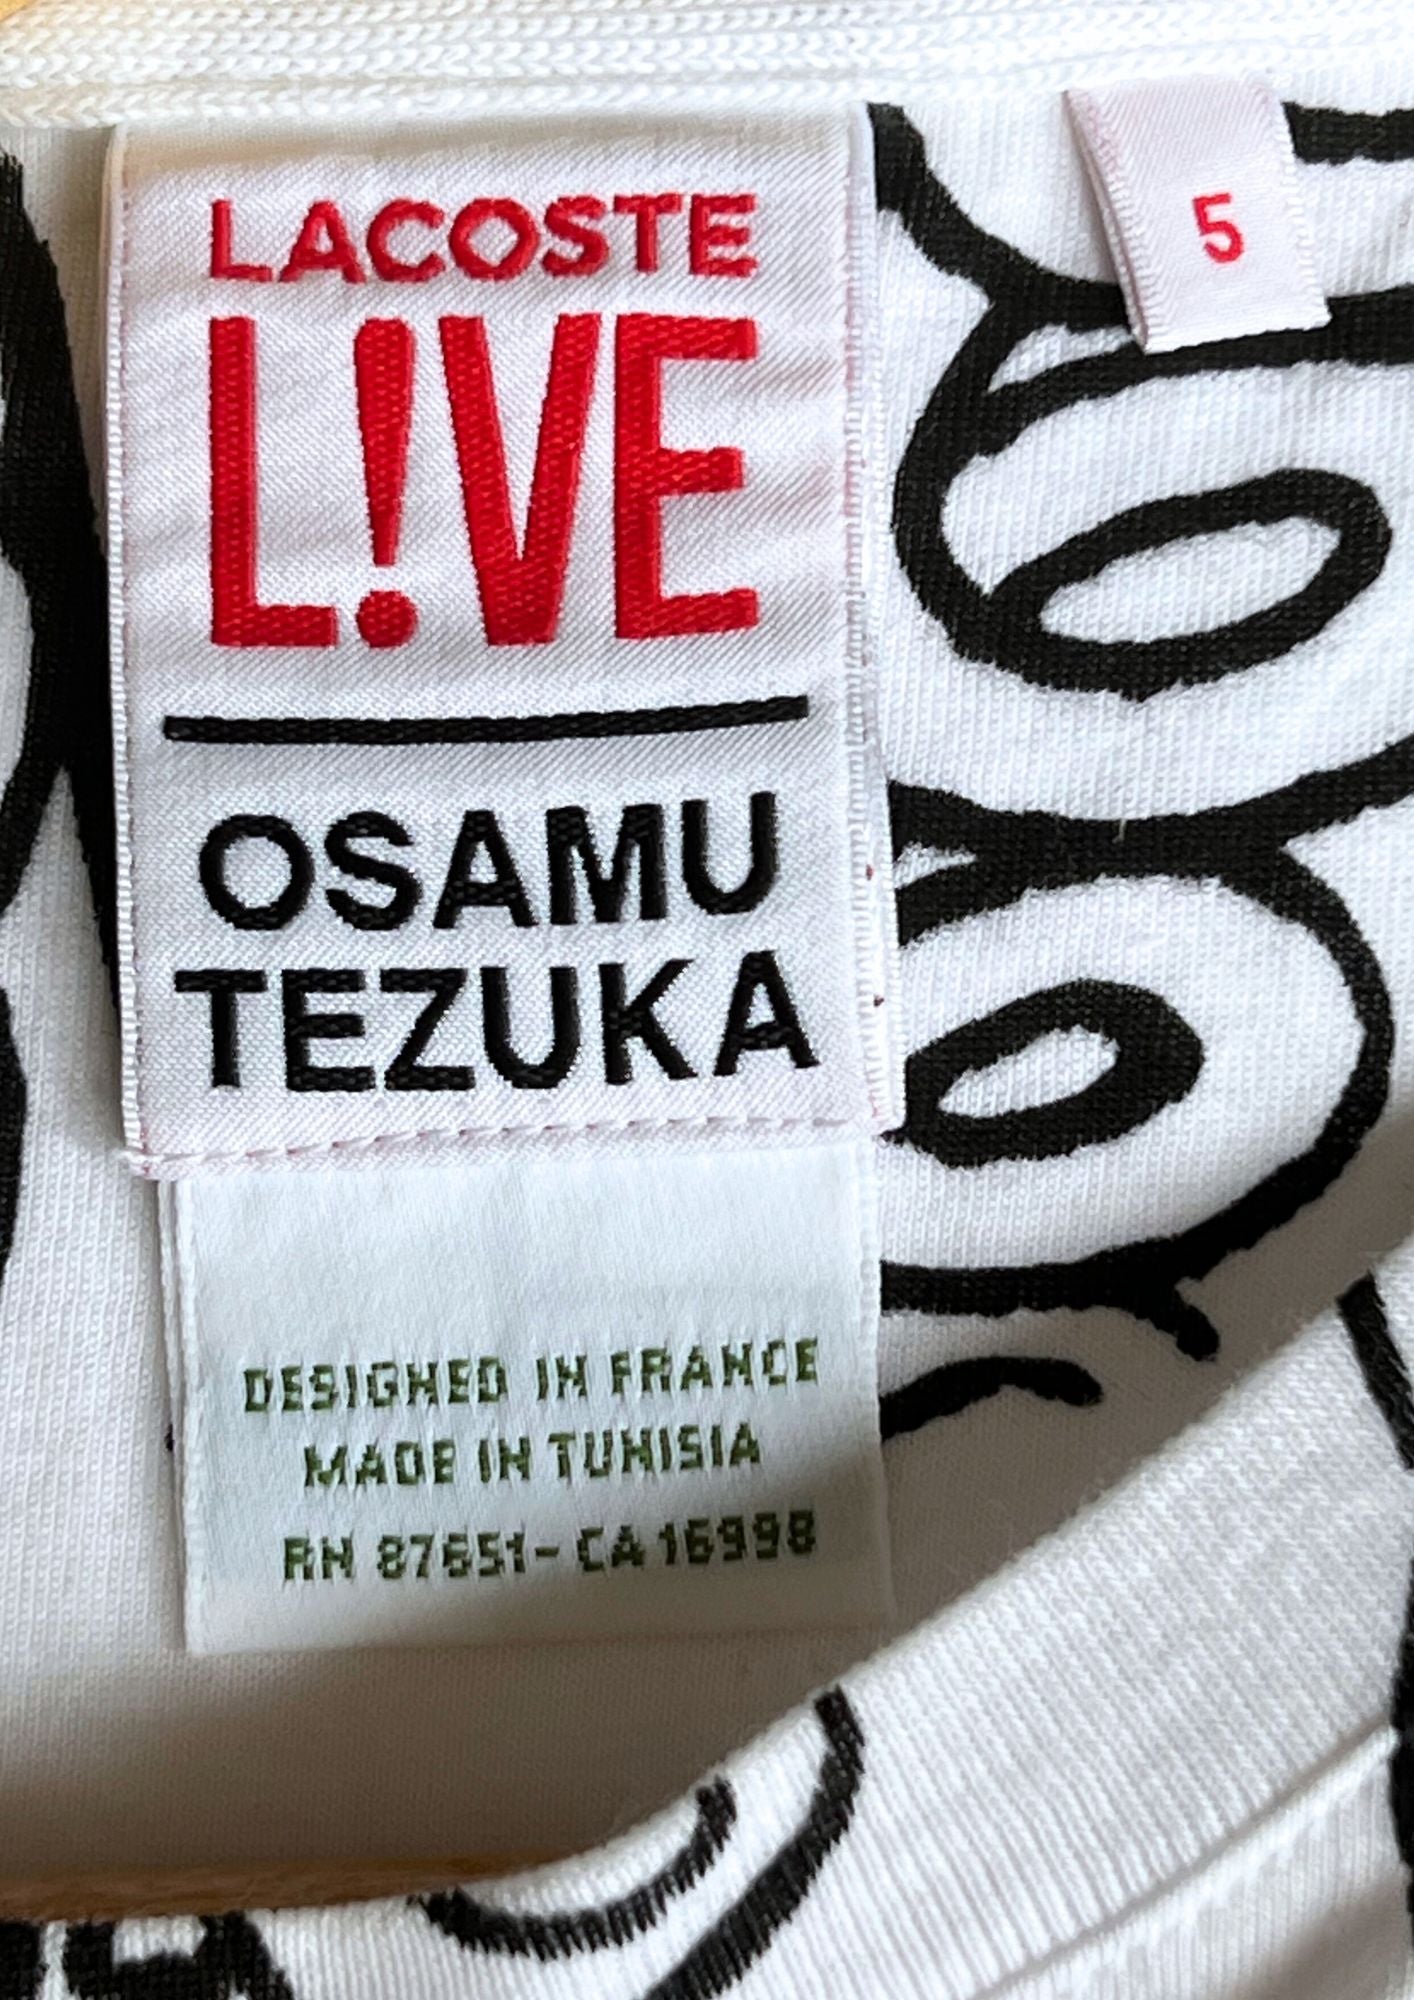 LACOSTE
L!VE
OSAMU
TEZUKA
5
DESIGNED IN FRANCE
MADE IN TUNISIA
RN 87651- CA 16998